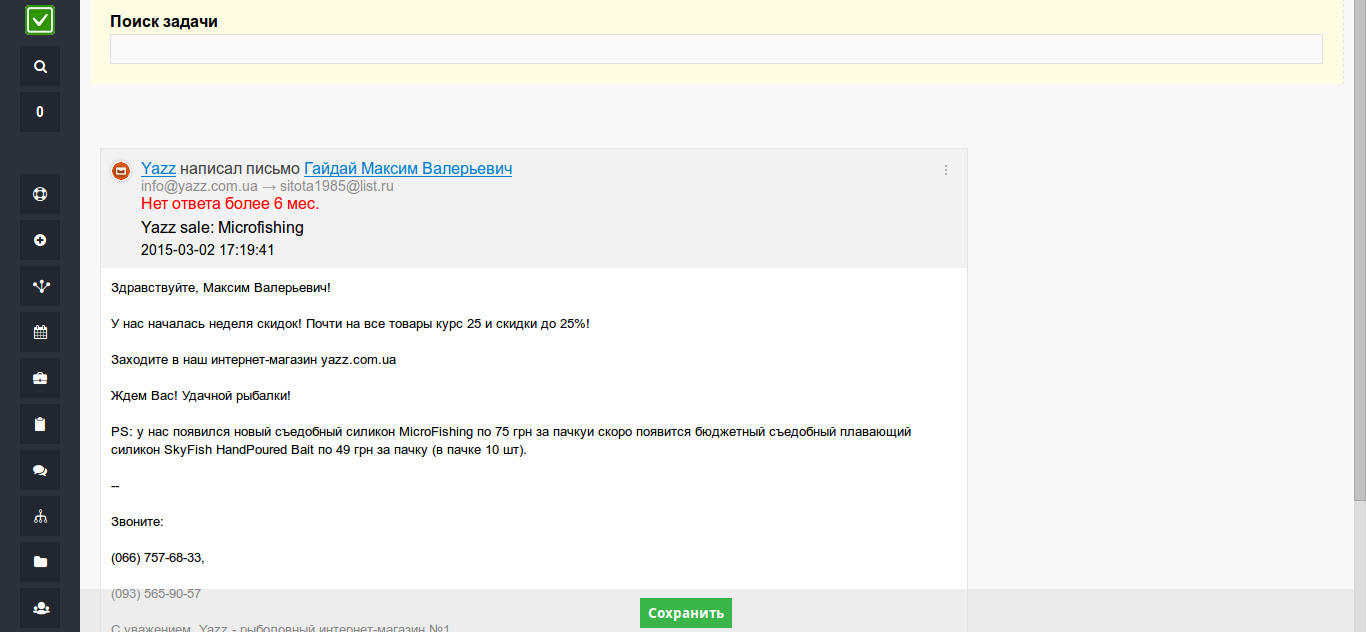 Поиск задачи
0
Yazz написал письмо Гайдай Максим Валерьевич
info@yazz.com.ua → sitota1985@list.ru
Нет ответа более 6 мес.
Yazz sale: Microfishing
2015-03-02 17:19:41
Здравствуйте, Максим Валерьевич!
У нас началась неделя скидок! Почти на все товары курс 25 и скидки до 25%!
Заходите в наш интернет-магазин yazz.com.ua
Ждем Вас! Удачной рыбалки!
PS: у нас появился новый съедобный силикон MicroFishing по 75 грн за пачкуи скоро появится бюджетный съедобный плавающий
силикон SkyFish HandPoured Bait по 49 грн за пачку (в пачке 10 шт).
--
Звоните:
(066) 757-68-33,
(093) 565-90-57
Сохранить
С уважением, Yazz - рыболовный интернет-магазин №1